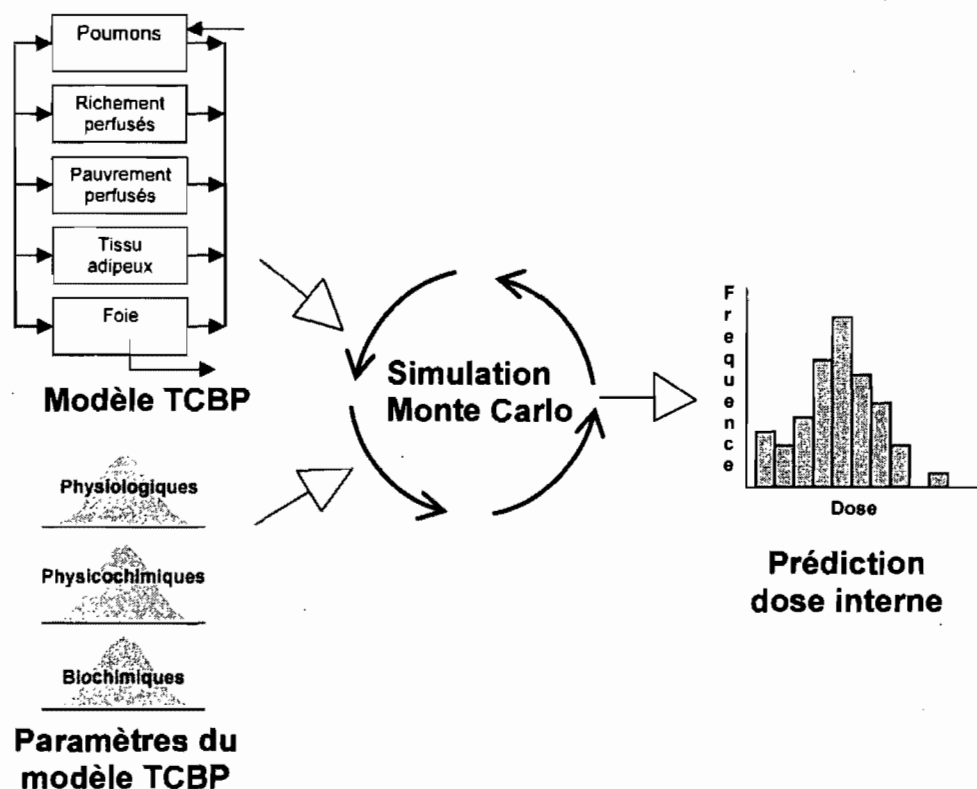 Poumons
Richement
perfusés
Pauvrement
perfusés
Tissu
adipeux
Foie
Modèle TCBP
Physiologiques
Physicochimiques
Biochimiques
Paramètres du
modèle TCBP
Simulation
Monte Carlo
Frequence
Dose
Prédiction
dose interne